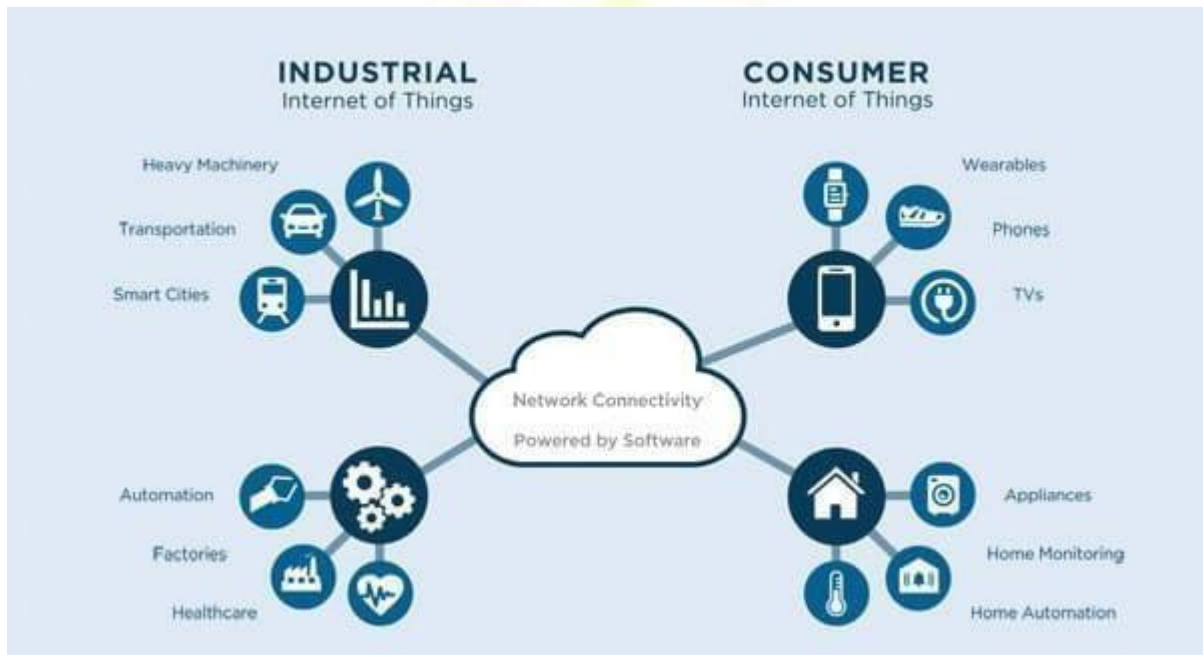 INDUSTRIAL
Internet of Things
Heavy Machinery
Transportation
Smart Cities
CONSUMER
Internet of Things
Wearables
Phones
TVs
Network Connectivity
Powered by Software
Automation
Factories
Healthcare
Appliances
Home Monitoring
Home Automation